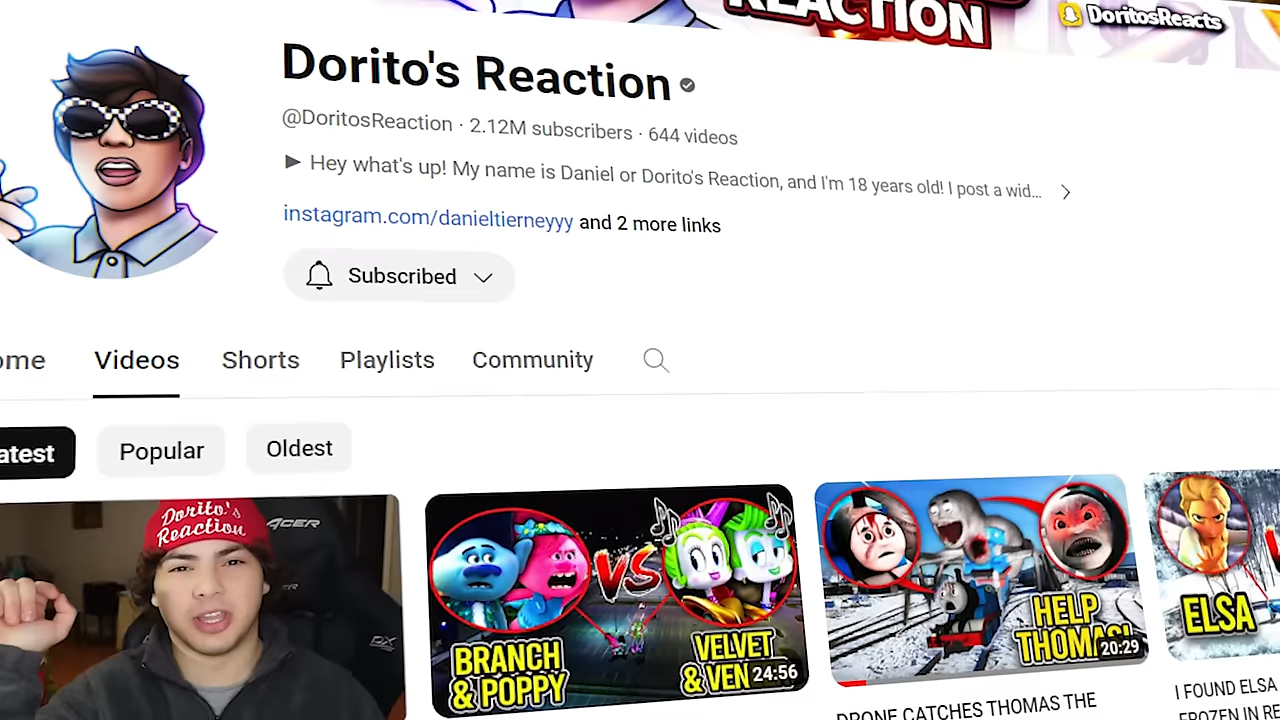 REACTION
DoritosReacts
Dorito's Reaction
@DoritosReaction · 2.12M subscribers · 644 videos
► Hey what's up! My name is Daniel or Dorito's Reaction, and I'm 18 years old! I post a wid...
instagram.com/danieltierneyyy and 2 more links
Subscribed
ome Videos Shorts Playlists Community
atest Popular Oldest
Dorito's
Reaction
ACER
VS
BRANCH
& POPPY
VELVET
& VEN
24:56
HELP
THOMAS!
20:29
ELSA
DRONE CATCHES THOMAS THE
I FOUND ELSA
FROZEN IN RE